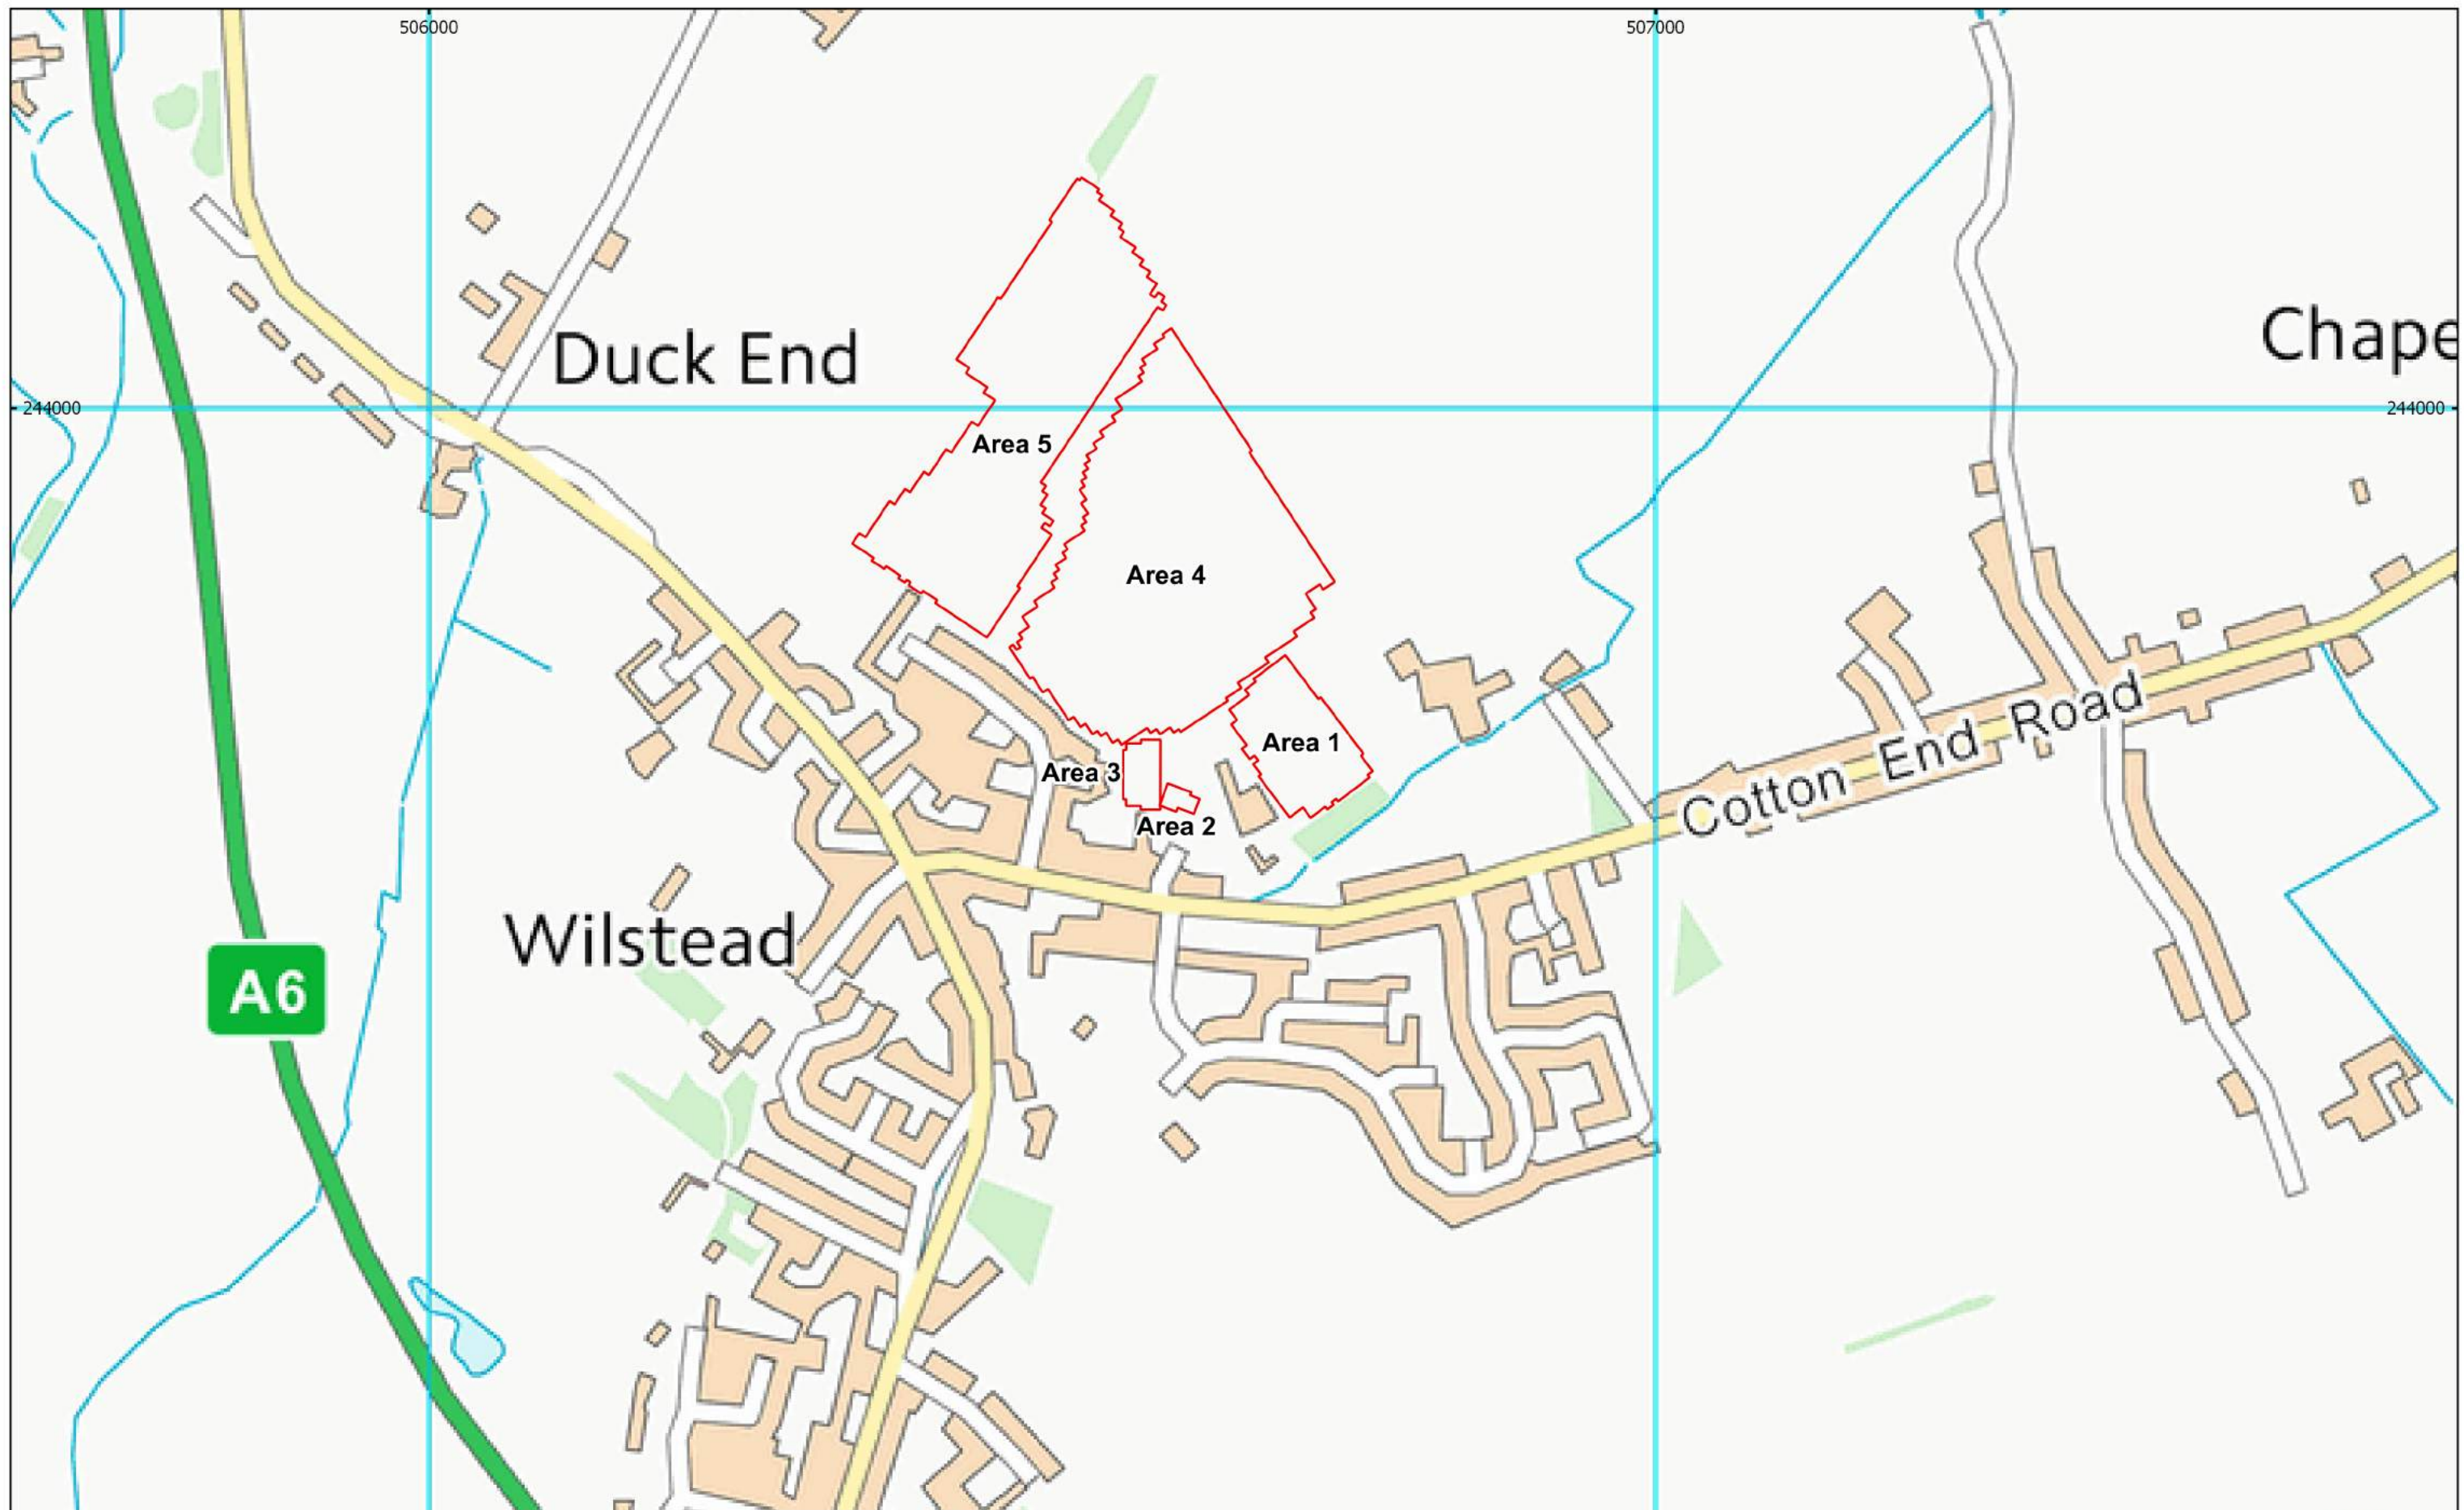 506000
507000
Chape
Duck End
244000
244000
Area 5
Area 4
Cotton End Road
Area 1
Area 3
Area 2
Wilstead
A6